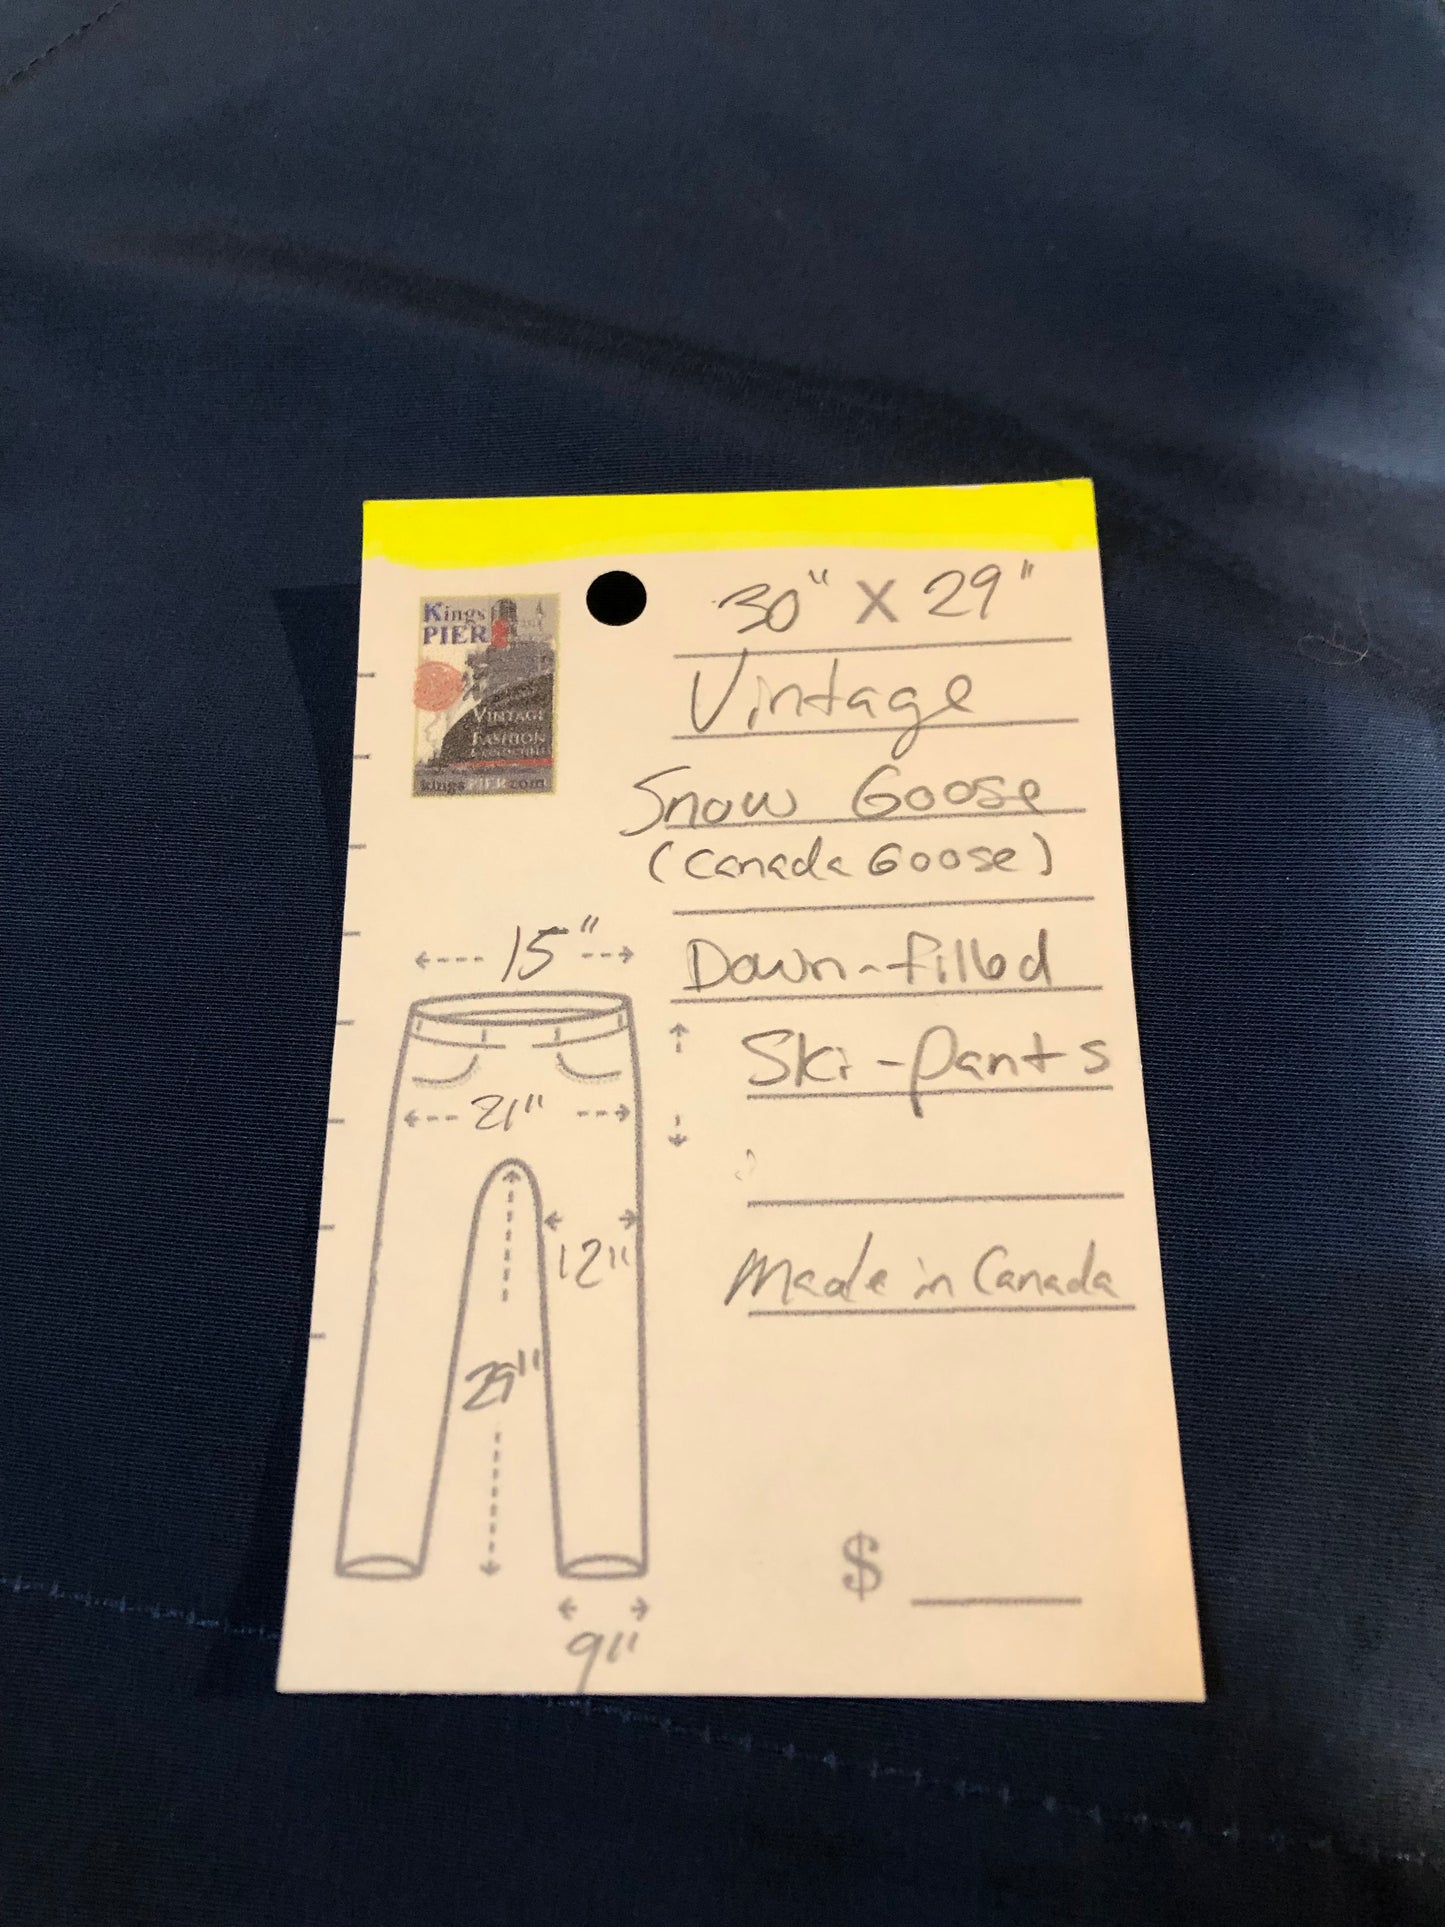 30" X 29"
Kings
PIER
Vintage
VINTAGE
FASHION
kingsPIER.com
Snow Goose
(Canada Goose)
15"
Down-filled
Ski-pants
21"
12"
Made in Canada
29"
$
9"